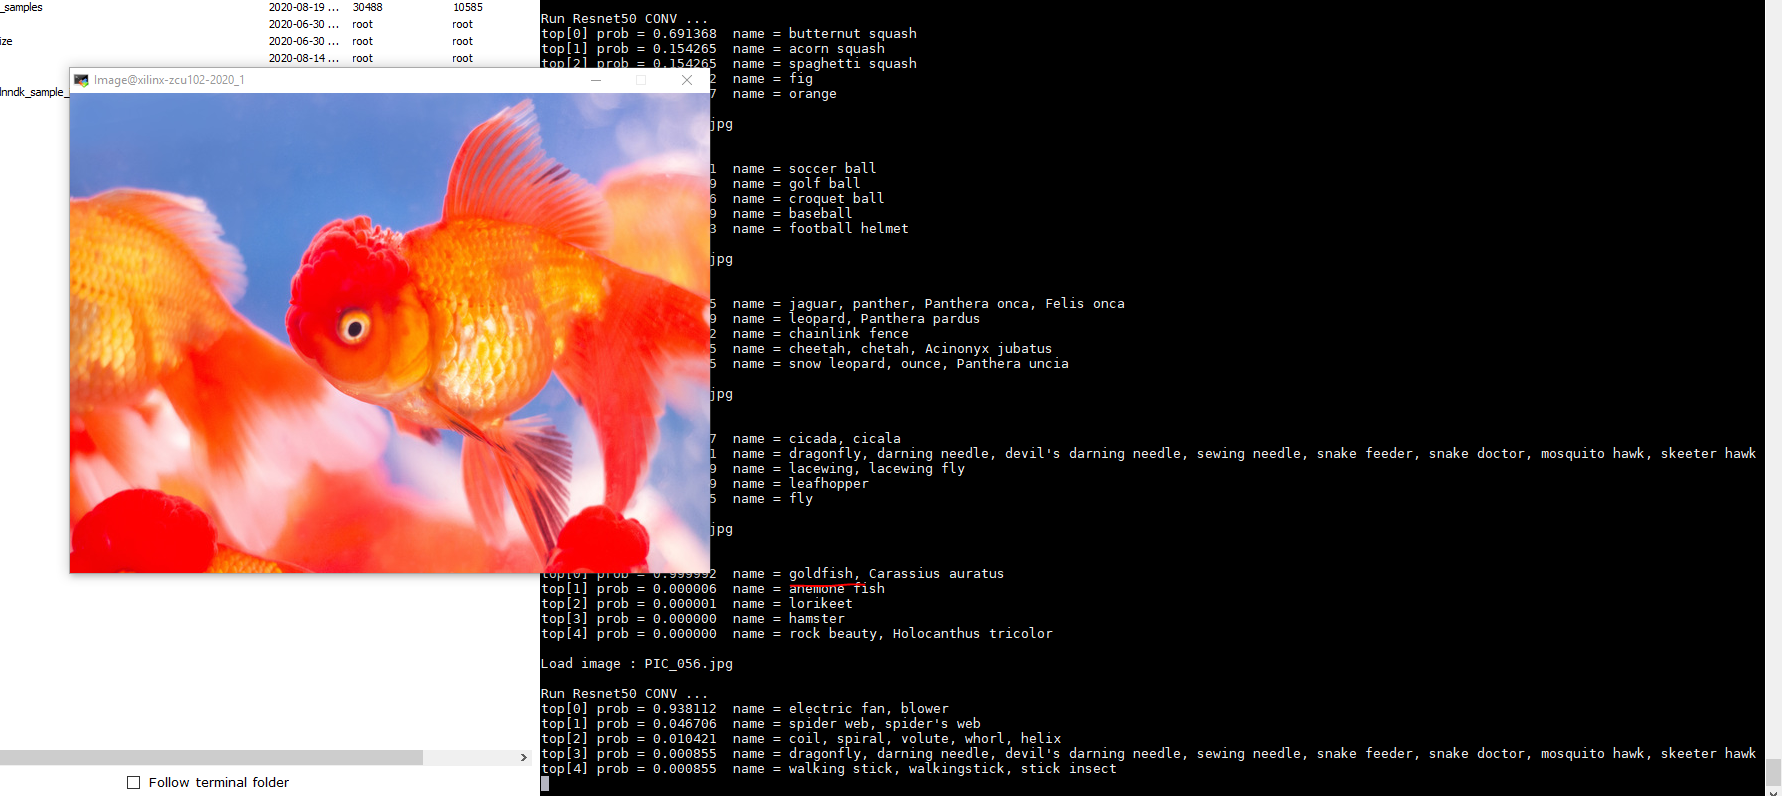 _samples 2020-08-19 ... 30488 10585
2020-06-30 ... root root
ize 2020-06-30 ... root root
2020-08-14 ... root root
lnndk_sample_
Image@xilinx-zcu102-2020_1
Run Resnet50 CONV ...
top[0] prob = 0.691368 name = butternut squash
top[1] prob = 0.154265 name = acorn squash
top[2] prob = 0.154265 name = spaghetti squash
2 name = fig
7 name = orange
jpg
1 name = soccer ball
9 name = golf ball
6 name = croquet ball
9 name = baseball
3 name = football helmet
jpg
5 name = jaguar, panther, Panthera onca, Felis onca
9 name = leopard, Panthera pardus
2 name = chainlink fence
5 name = cheetah, chetah, Acinonyx jubatus
5 name = snow leopard, ounce, Panthera uncia
jpg
7 name = cicada, cicala
1 name = dragonfly, darning needle, devil's darning needle, sewing needle, snake feeder, snake doctor, mosquito hawk, skeeter hawk
9 name = lacewing, lacewing fly
9 name = leafhopper
5 name = fly
jpg
top[0] prob = 0.999992 name = goldfish, Carassius auratus
top[1] prob = 0.000006 name = anemone fish
top[2] prob = 0.000001 name = lorikeet
top[3] prob = 0.000000 name = hamster
top[4] prob = 0.000000 name = rock beauty, Holocanthus tricolor
Load image : PIC_056.jpg
Run Resnet50 CONV ...
top[0] prob = 0.938112 name = electric fan, blower
top[1] prob = 0.046706 name = spider web, spider's web
top[2] prob = 0.010421 name = coil, spiral, volute, whorl, helix
top[3] prob = 0.000855 name = dragonfly, darning needle, devil's darning needle, sewing needle, snake feeder, snake doctor, mosquito hawk, skeeter hawk
top[4] prob = 0.000855 name = walking stick, walkingstick, stick insect
Follow terminal folder